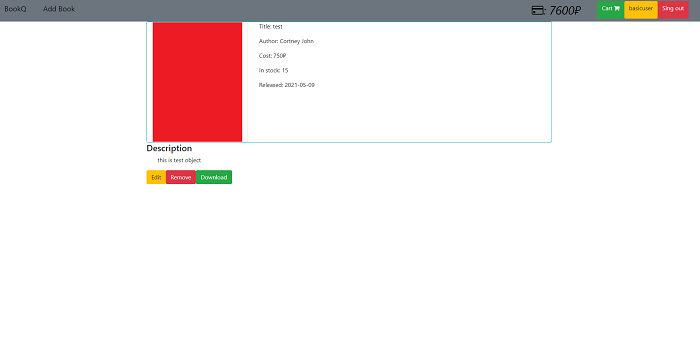 BookQ Add Book : 7600₽ Cart basicuser Sing out
Title: test
Author: Cortney John
Cost: 750₽
In stock: 15
Released: 2021-05-09
Description
this is test object
Edit Remove Download